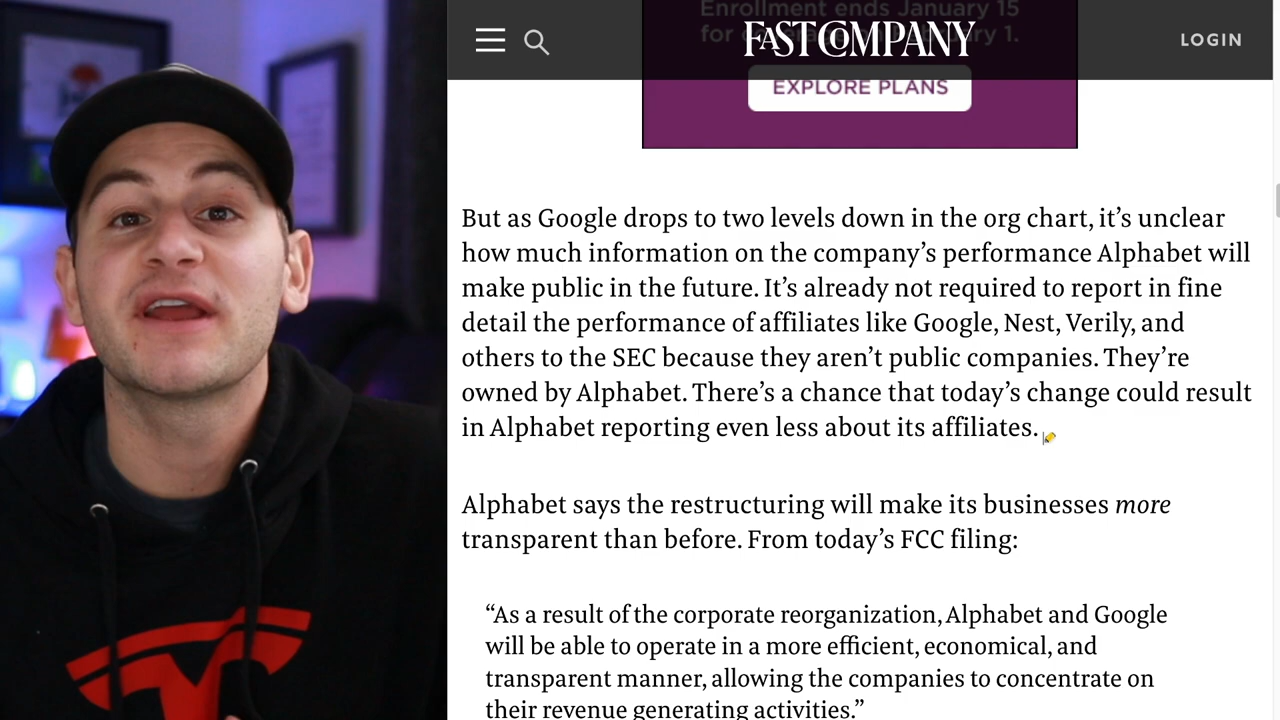 Enrollment ends January 15
FAST COMPANY
LOGIN
EXPLORE PLANS
But as Google drops to two levels down in the org chart, it’s unclear
how much information on the company’s performance Alphabet will
make public in the future. It’s already not required to report in fine
detail the performance of affiliates like Google, Nest, Verily, and
others to the SEC because they aren’t public companies. They’re
owned by Alphabet. There’s a chance that today’s change could result
in Alphabet reporting even less about its affiliates.
Alphabet says the restructuring will make its businesses more
transparent than before. From today’s FCC filing:
“As a result of the corporate reorganization, Alphabet and Google
will be able to operate in a more efficient, economical, and
transparent manner, allowing the companies to concentrate on
their revenue generating activities.”